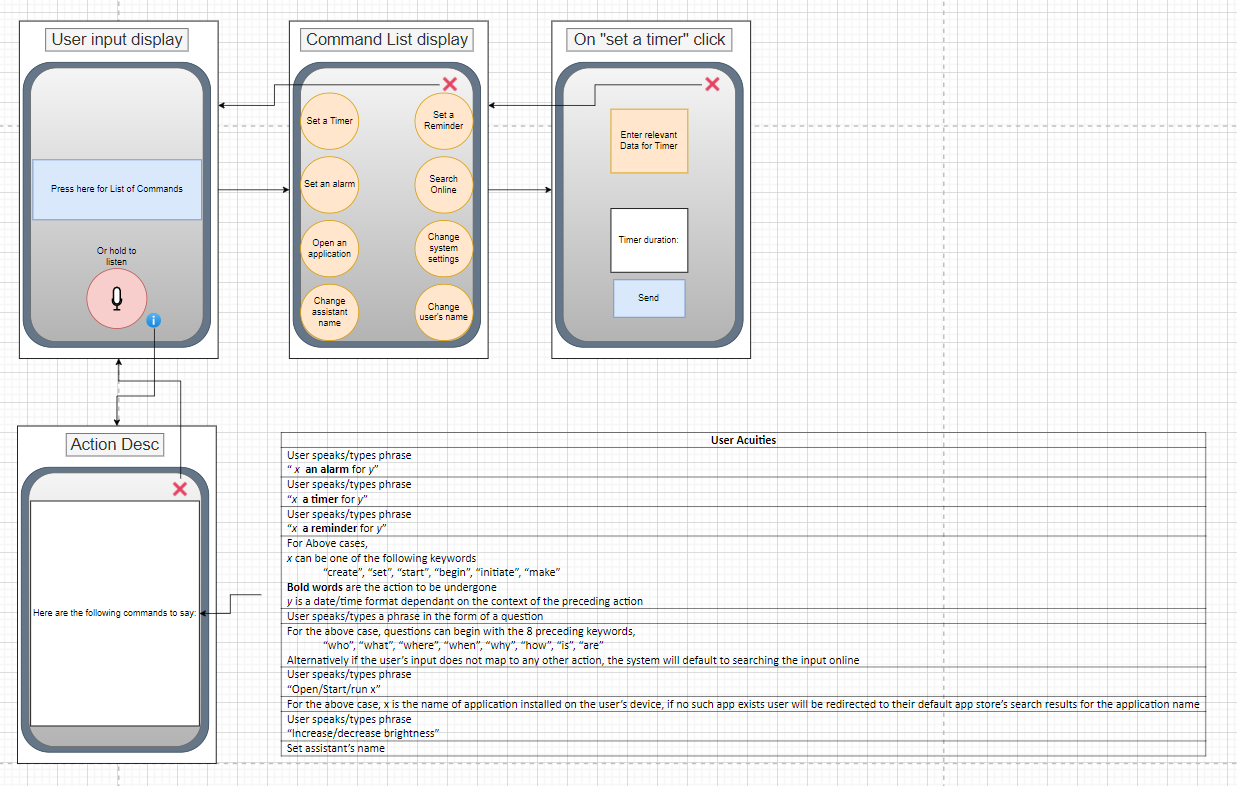 User input display
Press here for List of Commands
Or hold to
listen
i
Command List display
Set a Timer
Set a
Reminder
Set an alarm
Search
Online
Open an
application
Change
system
settings
Change
assistant
name
Change
user's name
On "set a timer" click
Enter relevant
Data for Timer
Timer duration:
Send
Action Desc
Here are the following commands to say:
User Acuities
User speaks/types phrase
“ x an alarm for y”
User speaks/types phrase
“x a timer for y”
User speaks/types phrase
“x a reminder for y”
For Above cases,
x can be one of the following keywords
“create”, “set”, “start”, “begin”, “initiate”, “make”
Bold words are the action to be undergone
y is a date/time format dependant on the context of the preceding action
User speaks/types a phrase in the form of a question
For the above case, questions can begin with the 8 preceding keywords,
“who”, “what”, “where”, “when”, “why”, “how”, “is”, “are”
Alternatively if the user’s input does not map to any other action, the system will default to searching the input online
User speaks/types phrase
“Open/Start/run x”
For the above case, x is the name of application installed on the user’s device, if no such app exists user will be redirected to their default app store’s search results for the application name
User speaks/types phrase
“Increase/decrease brightness”
Set assistant’s name